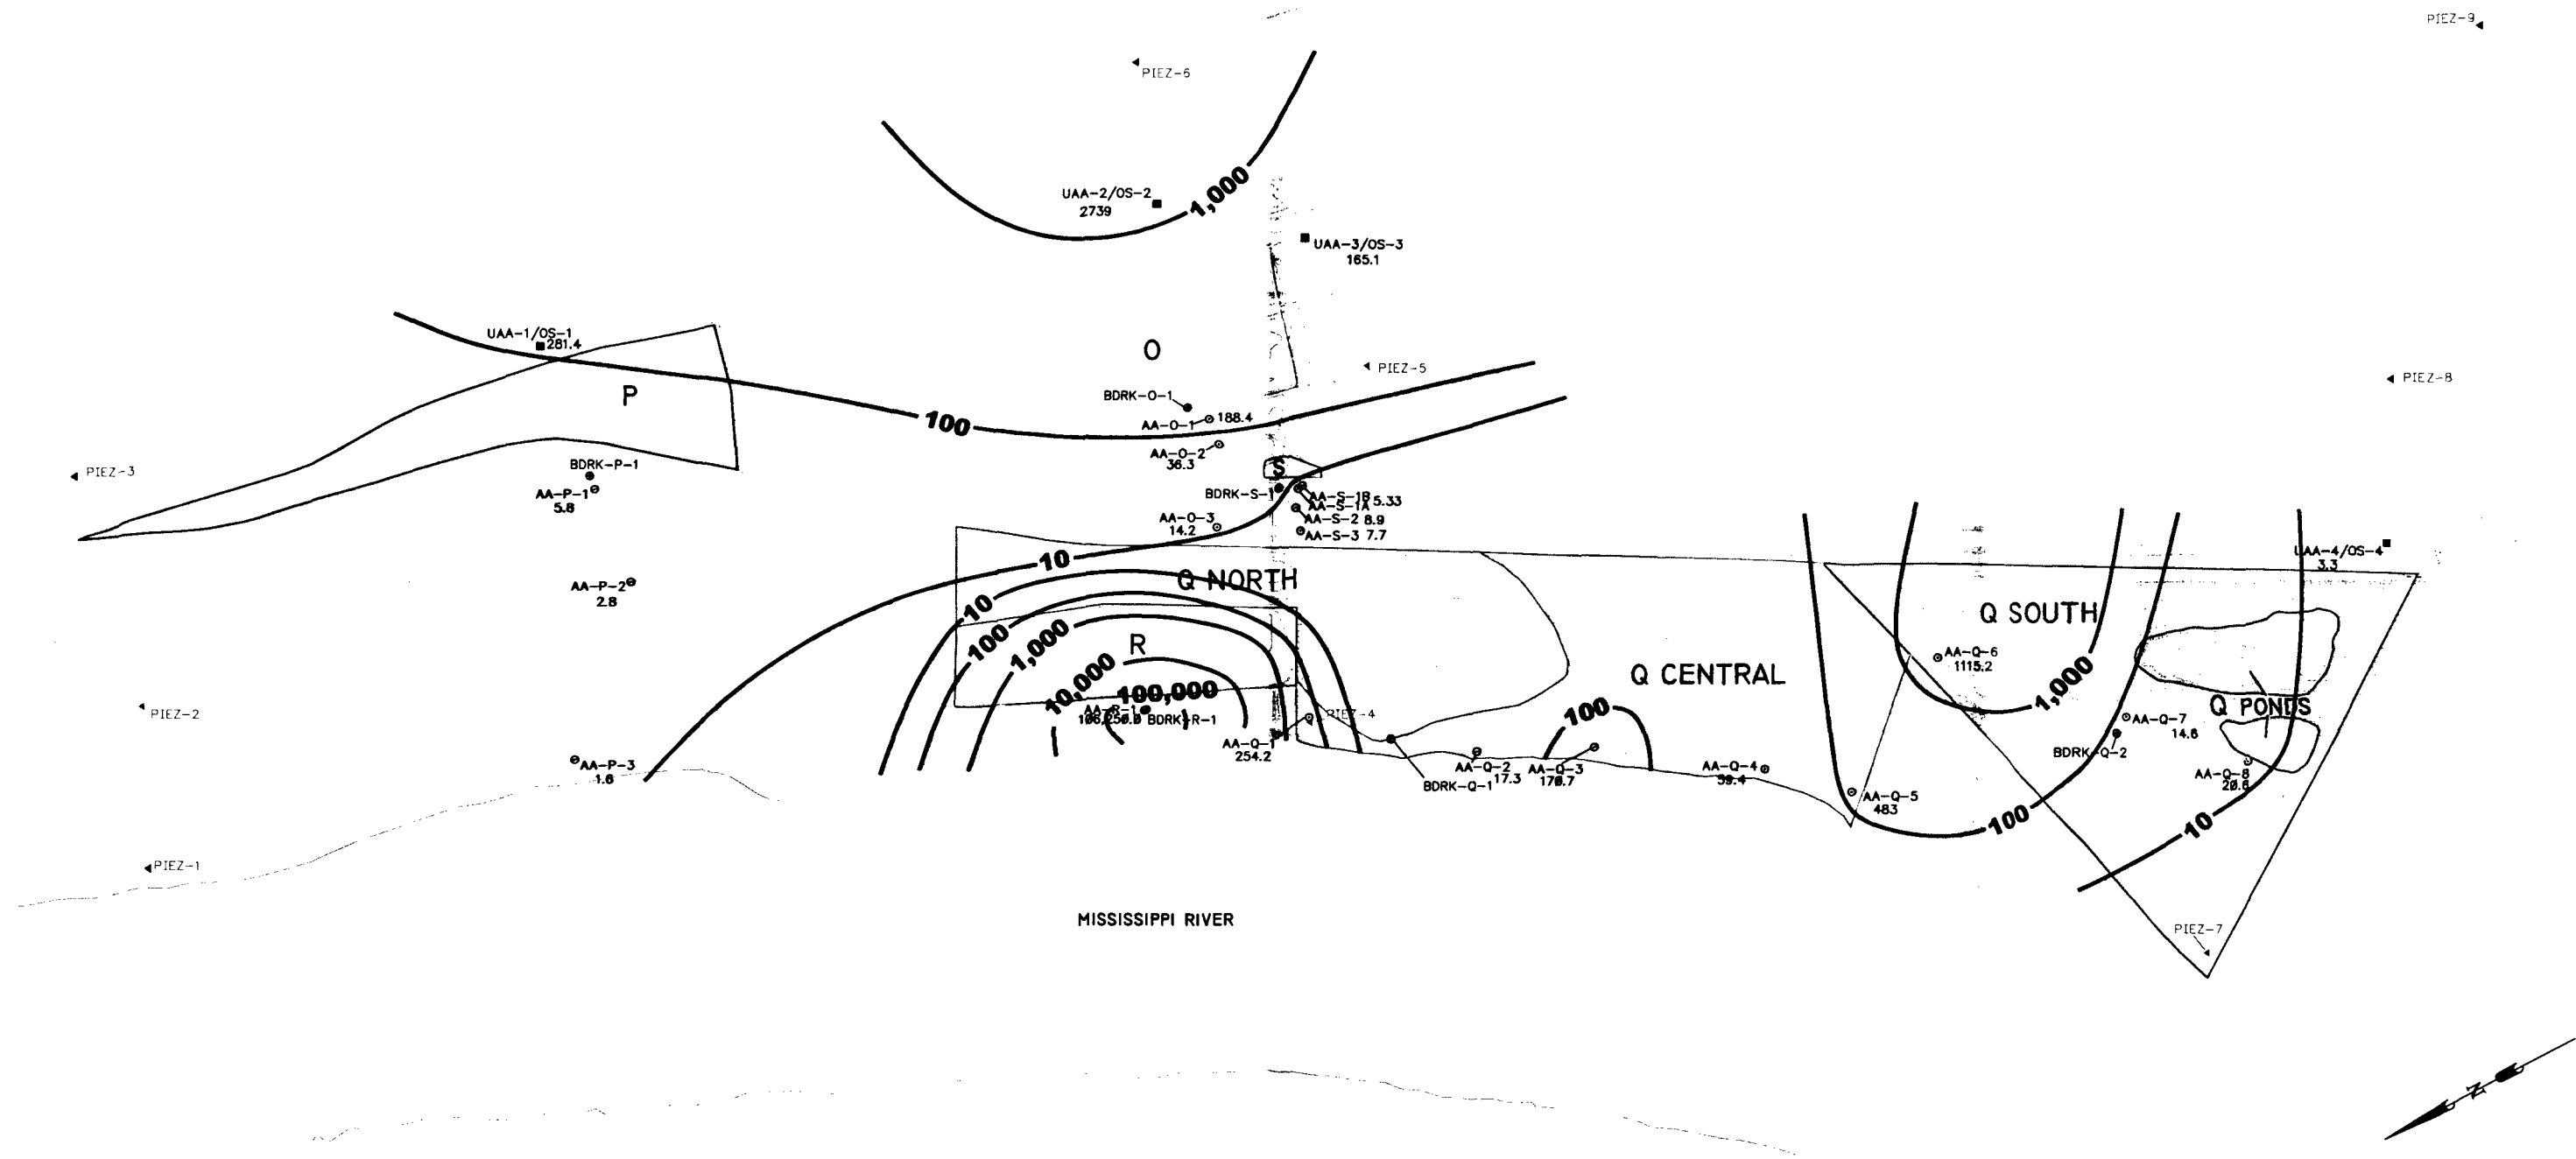 PIEZ-9
PIEZ-6
1,000
UAA-2/OS-2
2739
UAA-3/OS-3
165.1
UAA-1/OS-1
281.4
O
P
PIEZ-5
PIEZ-8
BDRK-O-1
188.4
AA-O-1
100
AA-O-2
36.3
S
PIEZ-3
BDRK-P-1
AA-P-1
5.8
BDRK-S-1
AA-S-1B 5.33
AA-S-1A
AA-S-2 8.9
AA-S-3 7.7
AA-O-3
14.2
10
UAA-4/OS-4
3.3
Q NORTH
AA-P-2
2.8
10
100
1,000
R
Q SOUTH
AA-Q-6
1115.2
10,000
100,000
Q CENTRAL
1,000
Q PONDS
PIEZ-2
AA-R-1
BDRK-R-1
PIEZ-4
100
AA-Q-7
14.6
AA-Q-1
254.2
BDRK-Q-2
AA-P-3
1.6
AA-Q-2
17.3
AA-Q-3
AA-Q-4
39.4
BDRK-Q-1
AA-Q-8
20.6
AA-Q-5
483
100
10
PIEZ-1
MISSISSIPPI RIVER
PIEZ-7
N